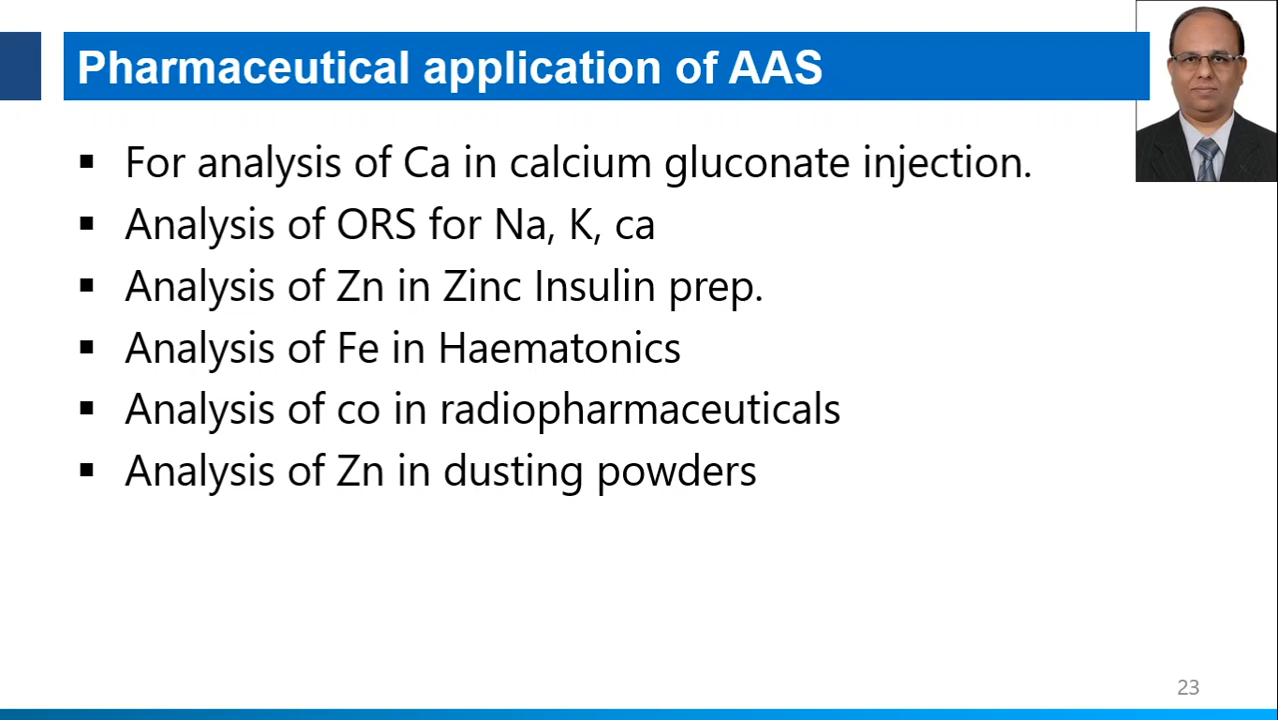 Pharmaceutical application of AAS
▪ For analysis of Ca in calcium gluconate injection.
▪ Analysis of ORS for Na, K, ca
▪ Analysis of Zn in Zinc Insulin prep.
▪ Analysis of Fe in Haematonics
▪ Analysis of co in radiopharmaceuticals
▪ Analysis of Zn in dusting powders
23